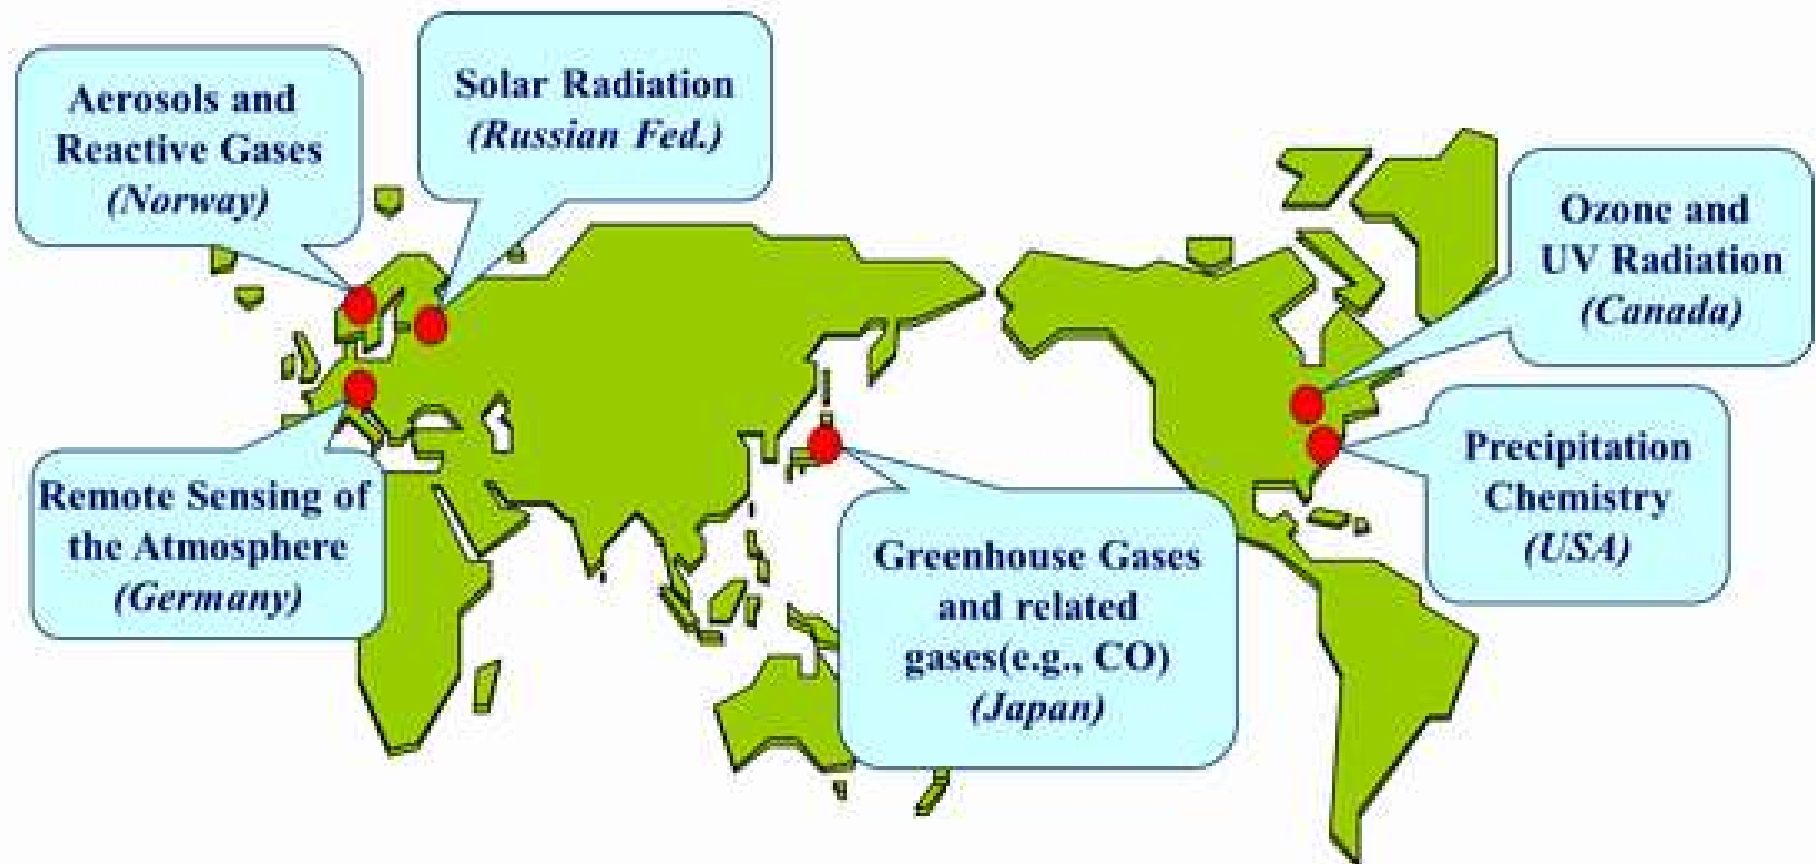 Aerosols and
Reactive Gases
(Norway)
Solar Radiation
(Russian Fed.)
Ozone and
UV Radiation
(Canada)
Precipitation
Chemistry
(USA)
Remote Sensing of
the Atmosphere
(Germany)
Greenhouse Gases
and related
gases(e.g., CO)
(Japan)